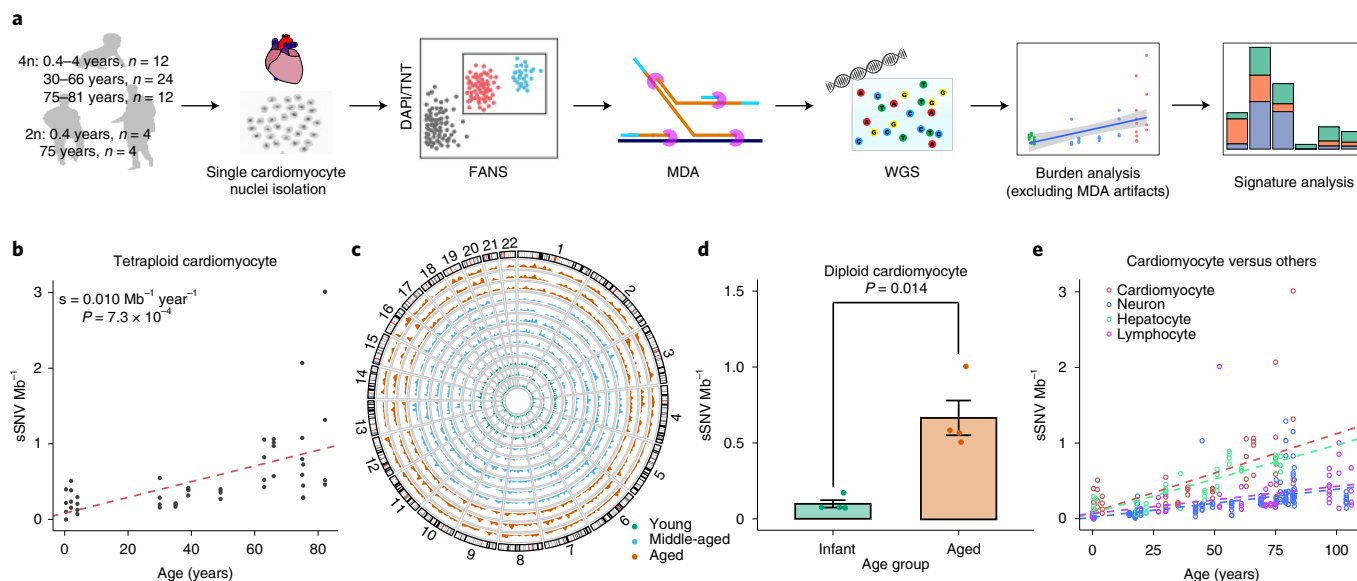 a
4n: 0.4–4 years, n = 12
30–66 years, n = 24
75–81 years, n = 12
2n: 0.4 years, n = 4
75 years, n = 4
Single cardiomyocyte
nuclei isolation
DAPI/TNT
FANS
MDA
A C G T
WGS
Burden analysis
(excluding MDA artifacts)
Signature analysis
b
Tetraploid cardiomyocyte
s = 0.010 Mb⁻¹ year⁻¹
P = 7.3 × 10⁻⁴
sSNV Mb⁻¹
3
2
1
0
0 20 40 60 80
Age (years)
c
1
2
3
4
5
6
7
8
9
10
11
12
13
14
15
16
17
18
19
20
21
22
Young
Middle-aged
Aged
d
Diploid cardiomyocyte
P = 0.014
sSNV Mb⁻¹
1.5
1.0
0.5
0
Infant Aged
Age group
e
Cardiomyocyte versus others
Cardiomyocyte
Neuron
Hepatocyte
Lymphocyte
sSNV Mb⁻¹
3
2
1
0
0 25 50 75 100
Age (years)